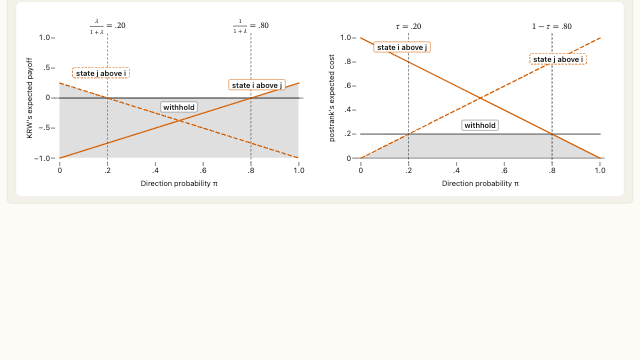 λ/(1 + λ) = .20
1/(1 + λ) = .80
1.0
.5
0
−.5
−1.0
KRW's expected payoff
state j above i
state i above j
withhold
0 .2 .4 .6 .8 1.0
Direction probability π
τ = .20
1 − τ = .80
1.0
.8
.6
.4
.2
0
postrank's expected cost
state i above j
state j above i
withhold
0 .2 .4 .6 .8 1.0
Direction probability π